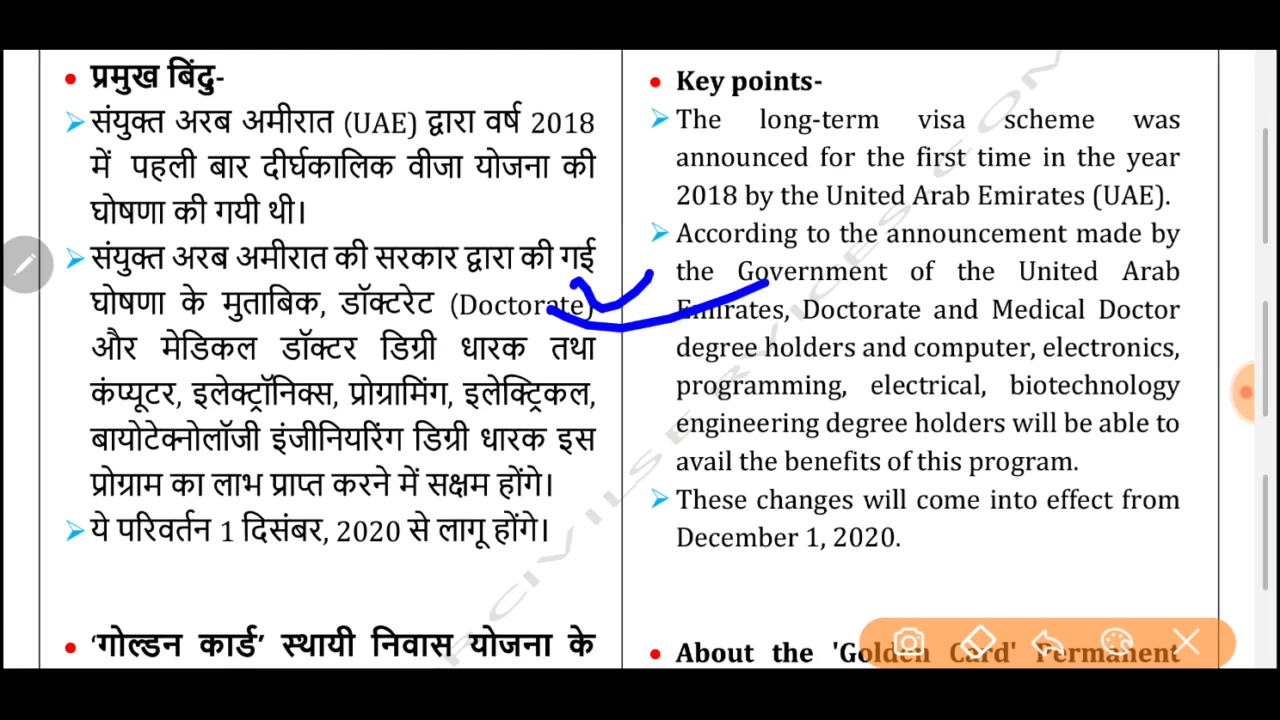 • प्रमुख बिंदु-
➢ संयुक्त अरब अमीरात (UAE) द्वारा वर्ष 2018
में पहली बार दीर्घकालिक वीजा योजना की
घोषणा की गयी थी।
➢ संयुक्त अरब अमीरात की सरकार द्वारा की गई
घोषणा के मुताबिक, डॉक्टरेट (Doctorate)
और मेडिकल डॉक्टर डिग्री धारक तथा
कंप्यूटर, इलेक्ट्रॉनिक्स, प्रोग्रामिंग, इलेक्ट्रिकल,
बायोटेक्नोलॉजी इंजीनियरिंग डिग्री धारक इस
प्रोग्राम का लाभ प्राप्त करने में सक्षम होंगे।
➢ ये परिवर्तन 1 दिसंबर, 2020 से लागू होंगे।
• ‘गोल्डन कार्ड’ स्थायी निवास योजना के
• Key points-
➢ The long-term visa scheme was
announced for the first time in the year
2018 by the United Arab Emirates (UAE).
➢ According to the announcement made by
the Government of the United Arab
Emirates, Doctorate and Medical Doctor
degree holders and computer, electronics,
programming, electrical, biotechnology
engineering degree holders will be able to
avail the benefits of this program.
➢ These changes will come into effect from
December 1, 2020.
• About the 'Golden Card' Permanent